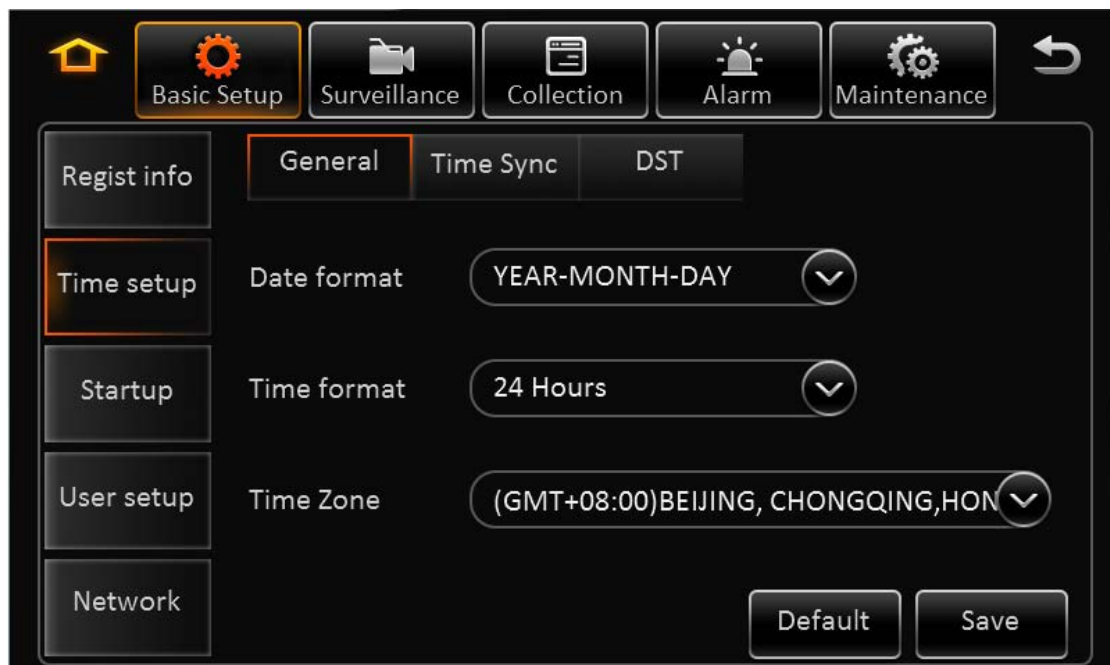 Basic Setup
Surveillance
Collection
Alarm
Maintenance
Regist info
General
Time Sync
DST
Time setup
Date format
YEAR-MONTH-DAY
Startup
Time format
24 Hours
User setup
Time Zone
(GMT+08:00)BEIJING, CHONGQING,HON
Network
Default
Save